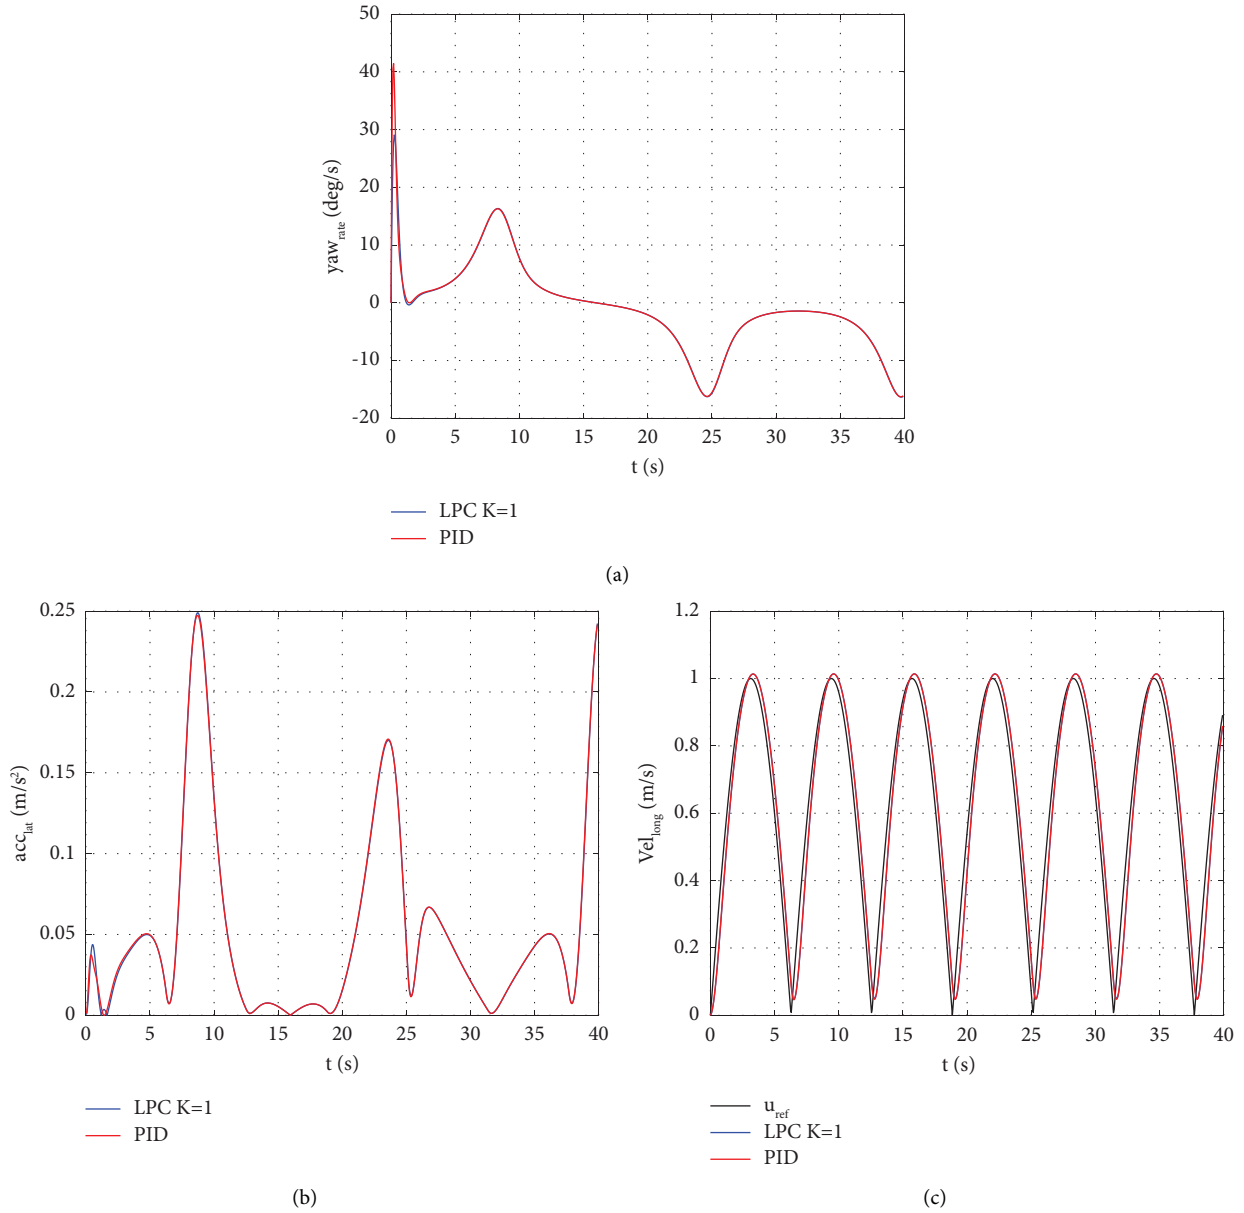 50
40
30
20
10
0
-10
-20
yaw_rate (deg/s)
0 5 10 15 20 25 30 35 40
t (s)
LPC K=1
PID
(a)
0.25
0.2
0.15
0.1
0.05
0
acc_lat (m/s²)
0 5 10 15 20 25 30 35 40
t (s)
LPC K=1
PID
(b)
1.2
1
0.8
0.6
0.4
0.2
0
Vel_long (m/s)
0 5 10 15 20 25 30 35 40
t (s)
u_ref
LPC K=1
PID
(c)